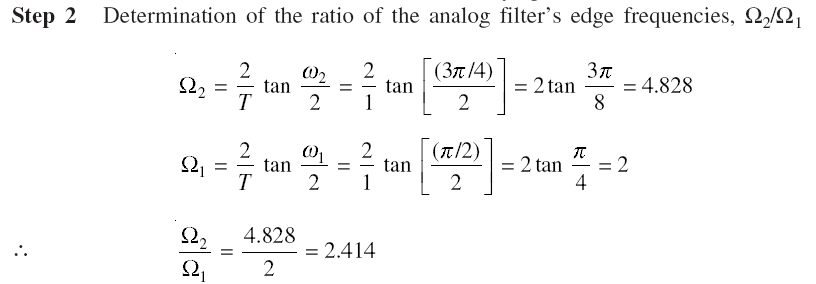 Step 2 Determination of the ratio of the analog filter's edge frequencies, Ω₂/Ω₁
Ω₂ = 2/T tan ω₂/2 = 2/1 tan [(3π/4)/2] = 2 tan 3π/8 = 4.828
Ω₁ = 2/T tan ω₁/2 = 2/1 tan [(π/2)/2] = 2 tan π/4 = 2
∴ Ω₂/Ω₁ = 4.828/2 = 2.414